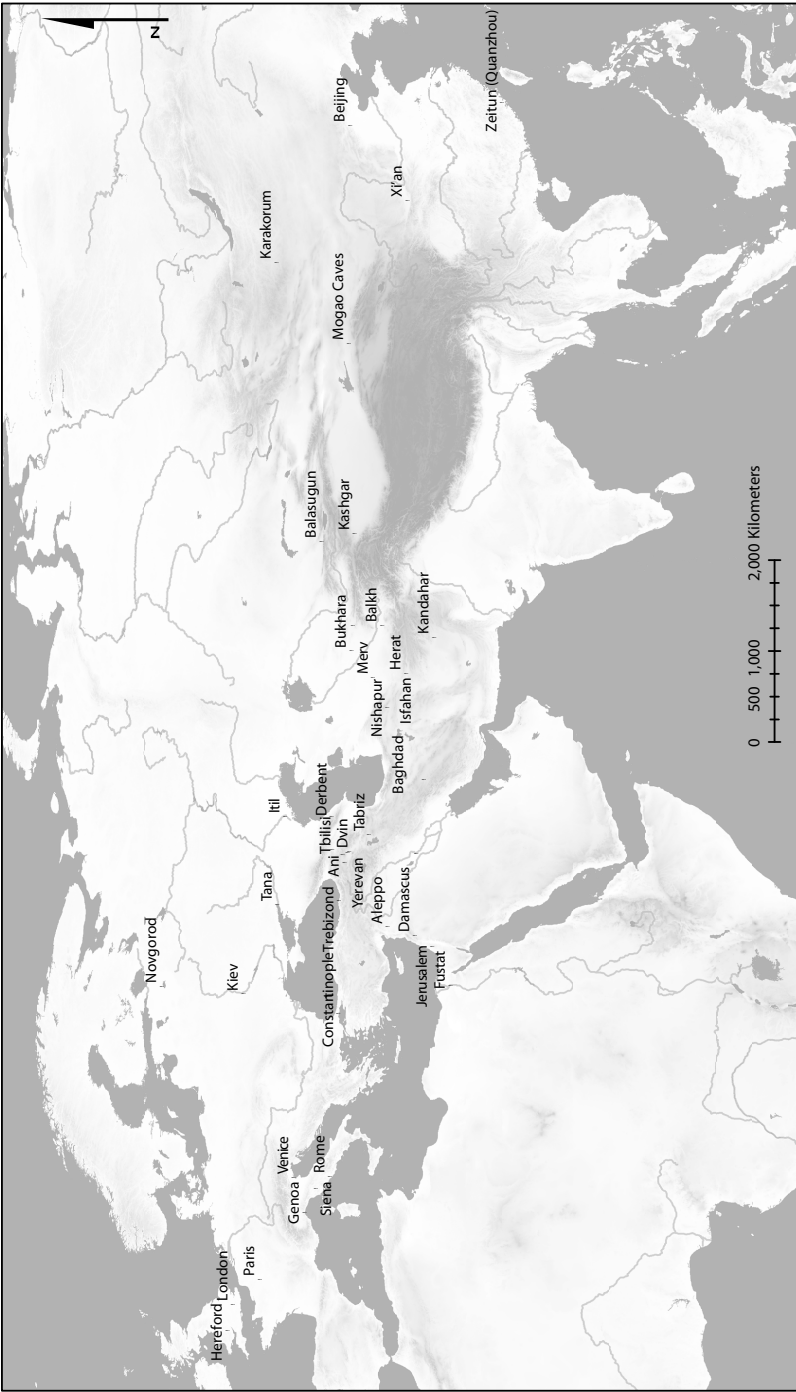 N
Hereford
London
Paris
Novgorod
Kiev
Genoa
Venice
Siena
Rome
Constantinople
Trebizond
Tana
Itil
Ani
Tbilisi
Derbent
Dvin
Yerevan
Tabriz
Aleppo
Damascus
Jerusalem
Fustat
Baghdad
Isfahan
Nishapur
Merv
Herat
Bukhara
Balkh
Kandahar
Balasugun
Kashgar
Mogao Caves
Karakorum
Xi'an
Beijing
Zeitun (Quanzhou)
0 500 1,000 2,000 Kilometers